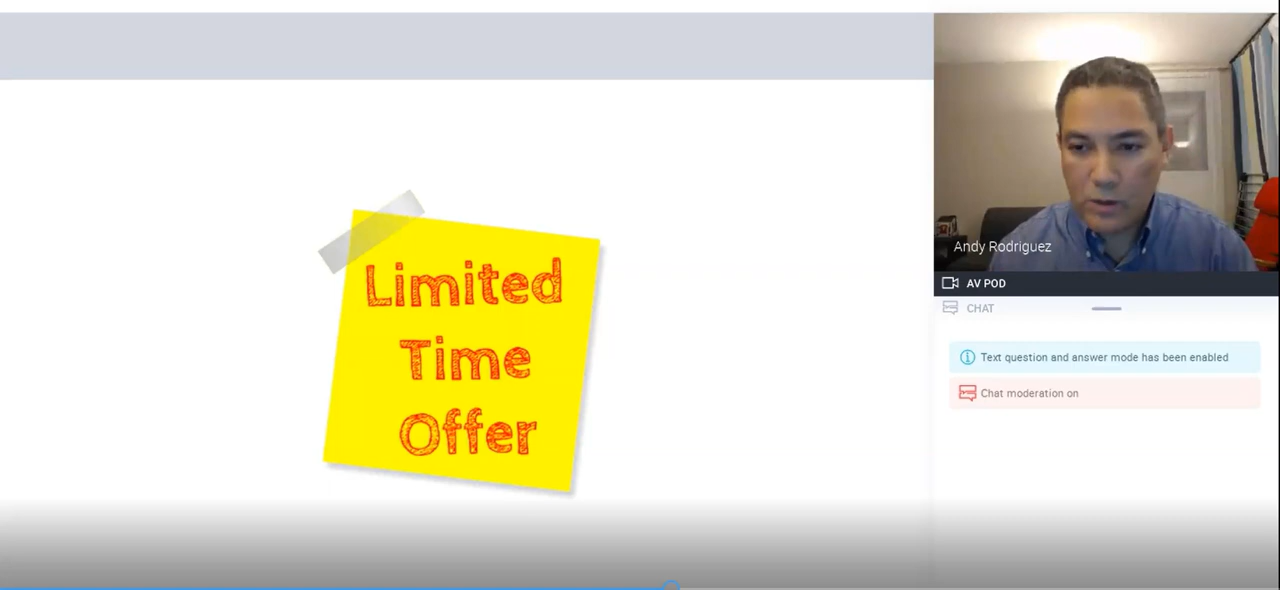 Limited
Time
Offer
Andy Rodriguez
AV POD
CHAT
Text question and answer mode has been enabled
Chat moderation on